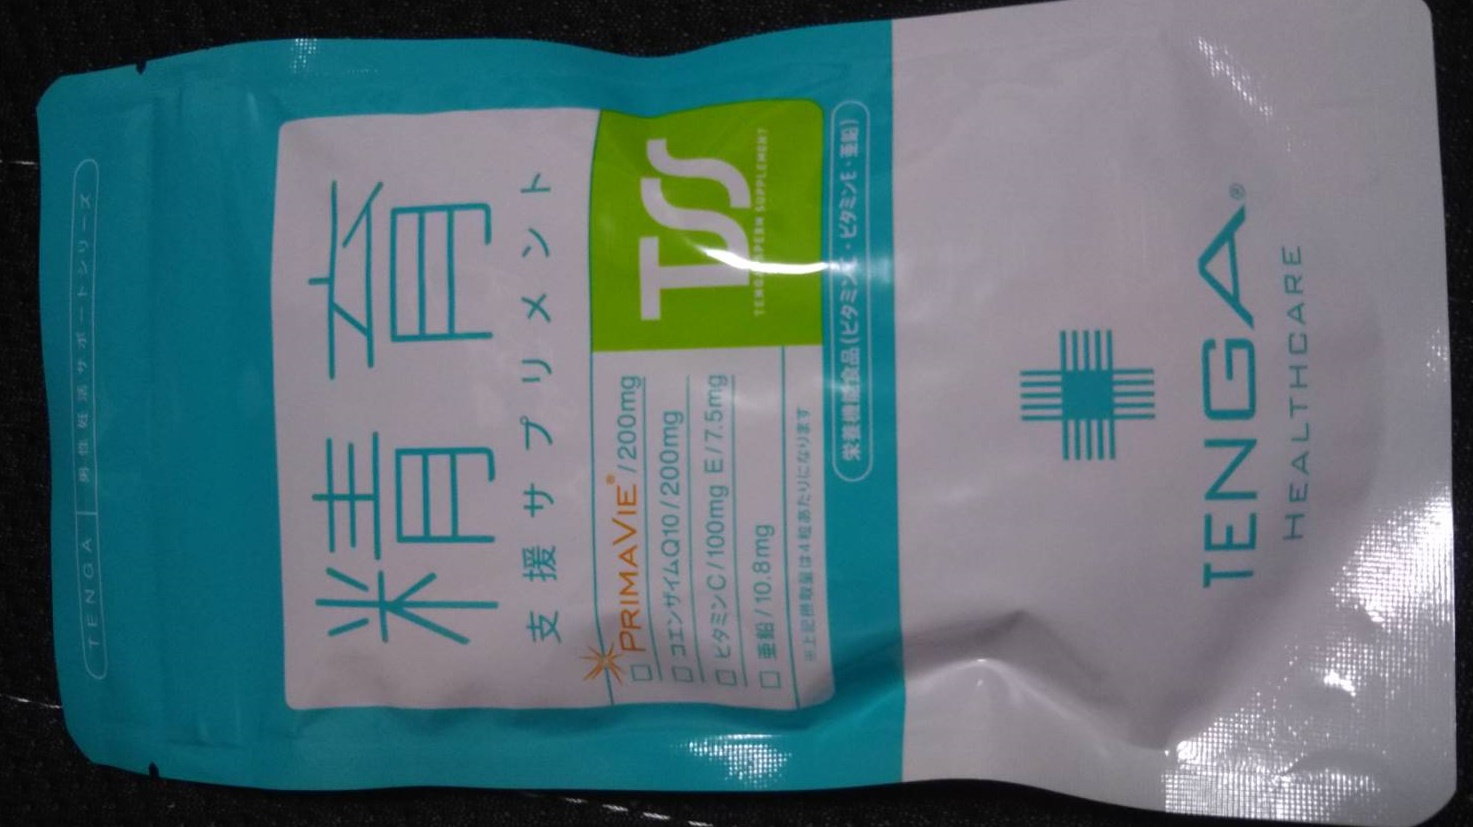 TENGA | 男性妊活サポートシリーズ
精育
支援サプリメント
PRIMAVIE® / 200mg
コエンザイムQ10 / 200mg
ビタミンC / 100mg E / 7.5mg
亜鉛 / 10.8mg
※上記摂取量は4粒あたりになります
TSS
TENGA SPERM SUPPLEMENT
栄養機能食品(ビタミンC・ビタミンE・亜鉛)
TENGA®
HEALTHCARE